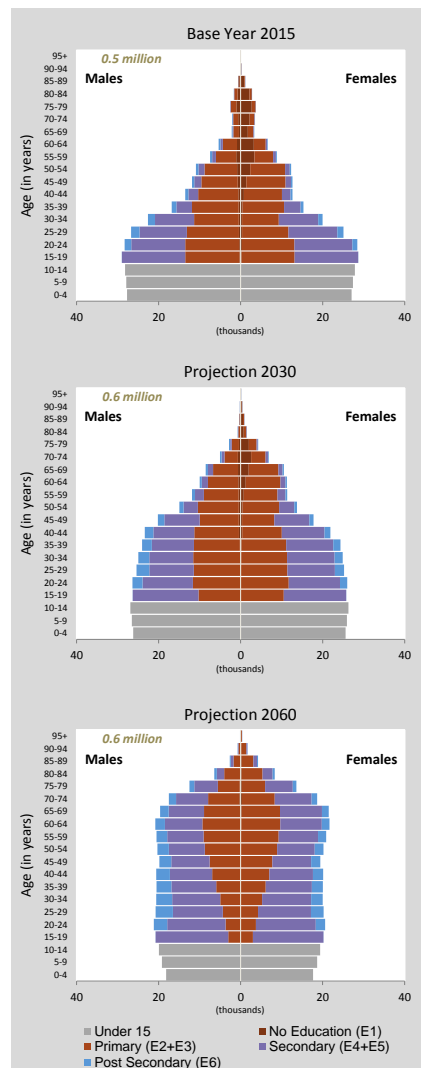 Base Year 2015
0.5 million
Males
Females
Age (in years)
95+
90-94
85-89
80-84
75-79
70-74
65-69
60-64
55-59
50-54
45-49
40-44
35-39
30-34
25-29
20-24
15-19
10-14
5-9
0-4
40 20 0 20 40
(thousands)
Projection 2030
0.6 million
Males
Females
Age (in years)
95+
90-94
85-89
80-84
75-79
70-74
65-69
60-64
55-59
50-54
45-49
40-44
35-39
30-34
25-29
20-24
15-19
10-14
5-9
0-4
40 20 0 20 40
(thousands)
Projection 2060
0.6 million
Males
Females
Age (in years)
95+
90-94
85-89
80-84
75-79
70-74
65-69
60-64
55-59
50-54
45-49
40-44
35-39
30-34
25-29
20-24
15-19
10-14
5-9
0-4
40 20 0 20 40
(thousands)
Under 15
No Education (E1)
Primary (E2+E3)
Secondary (E4+E5)
Post Secondary (E6)